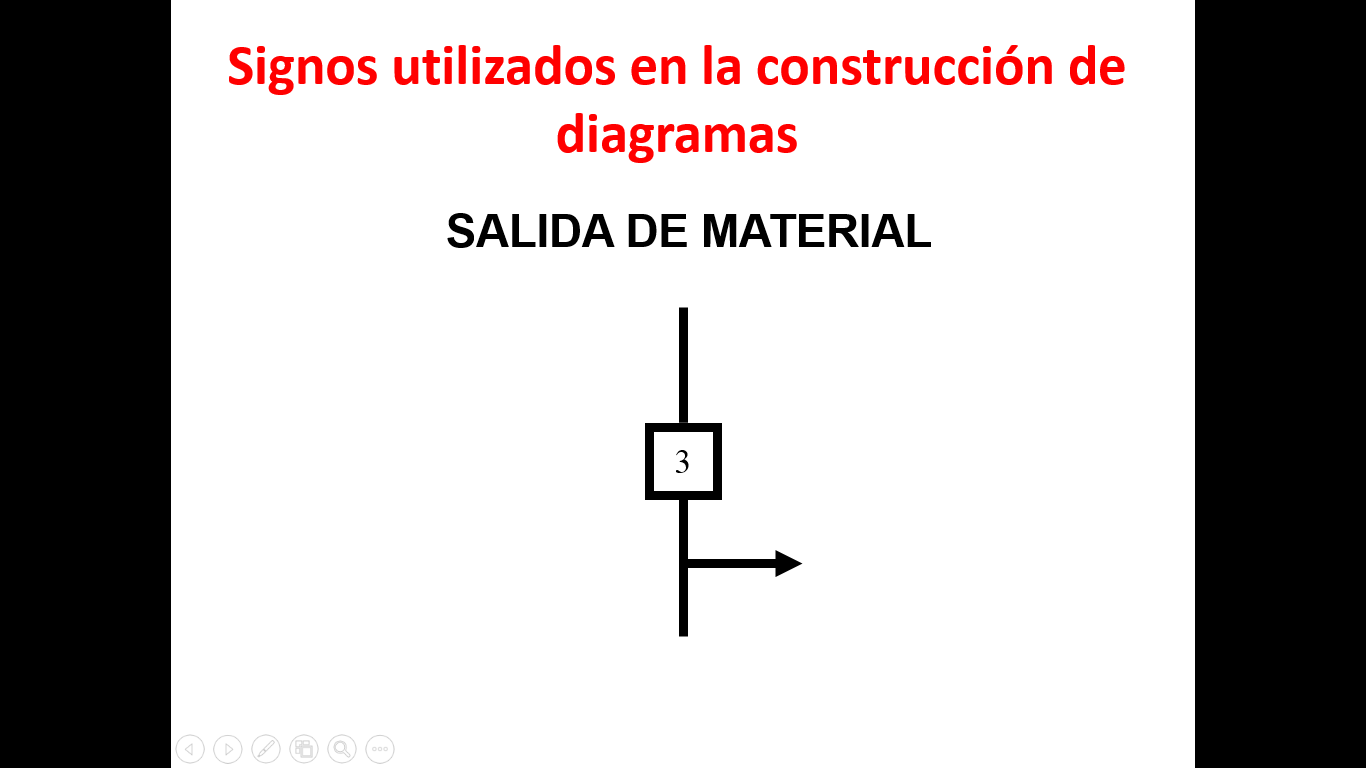 Signos utilizados en la construcción de
diagramas
SALIDA DE MATERIAL
3